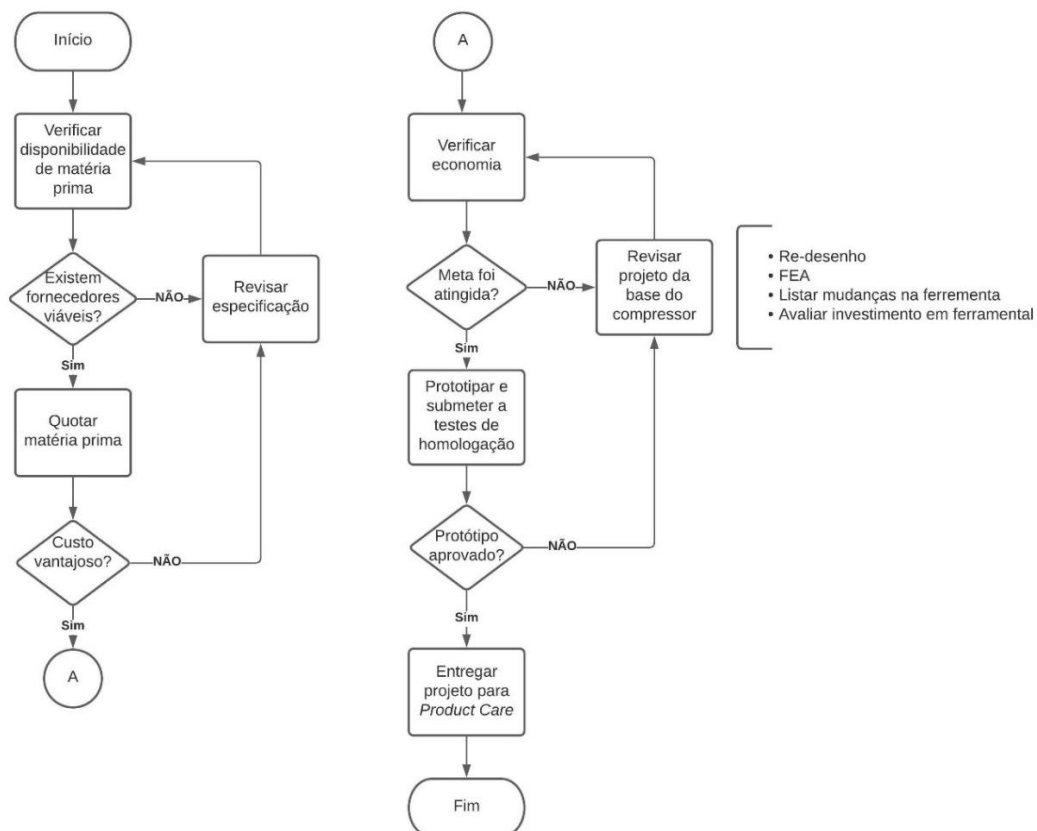 Início
Verificar
disponibilidade
de matéria
prima
Existem
fornecedores
viáveis?
NÃO
Revisar
especificação
Sim
Quotar
matéria prima
Custo
vantajoso?
NÃO
Sim
A
A
Verificar
economia
Meta foi
atingida?
NÃO
Revisar
projeto da
base do
compressor
• Re-desenho
• FEA
• Listar mudanças na ferrementa
• Avaliar investimento em ferramental
Sim
Prototipar e
submeter a
testes de
homologação
Protótipo
aprovado?
NÃO
Sim
Entregar
projeto para
Product Care
Fim